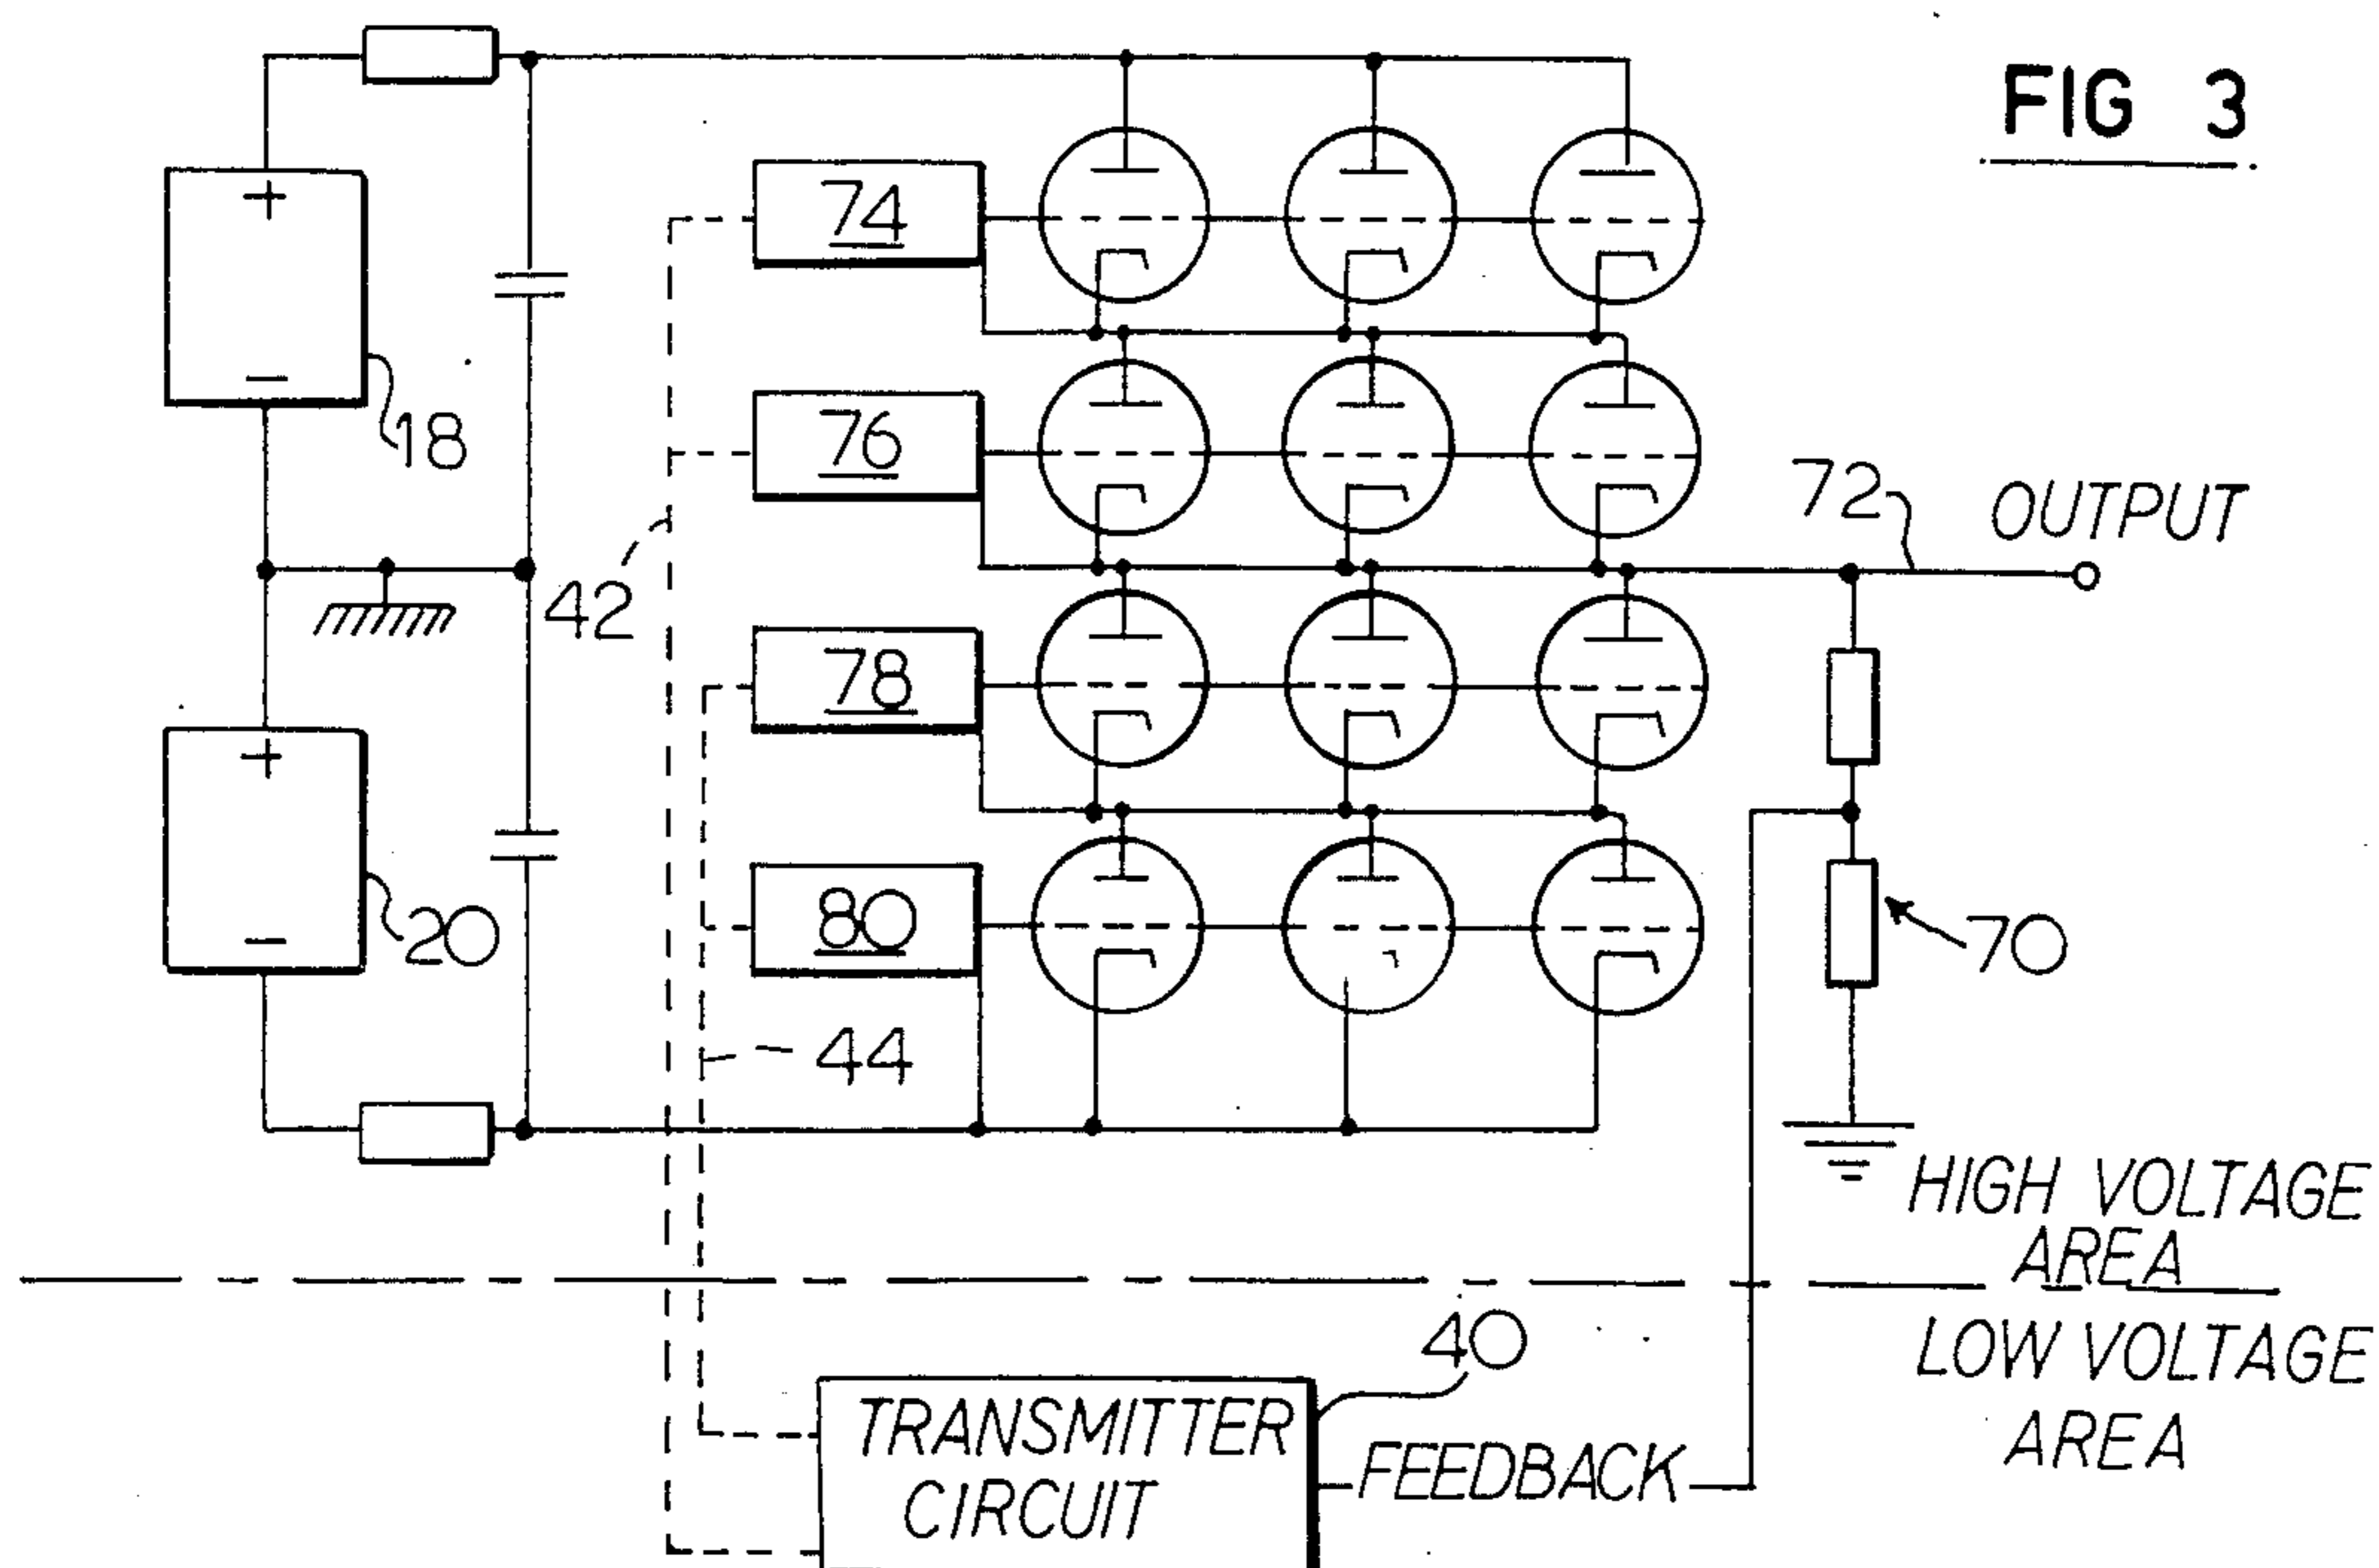 FIG 3
+
74
−
18
76
72
OUTPUT
42
78
+
80
−
20
70
44
HIGH VOLTAGE
AREA
40
LOW VOLTAGE
AREA
TRANSMITTER
CIRCUIT
FEEDBACK